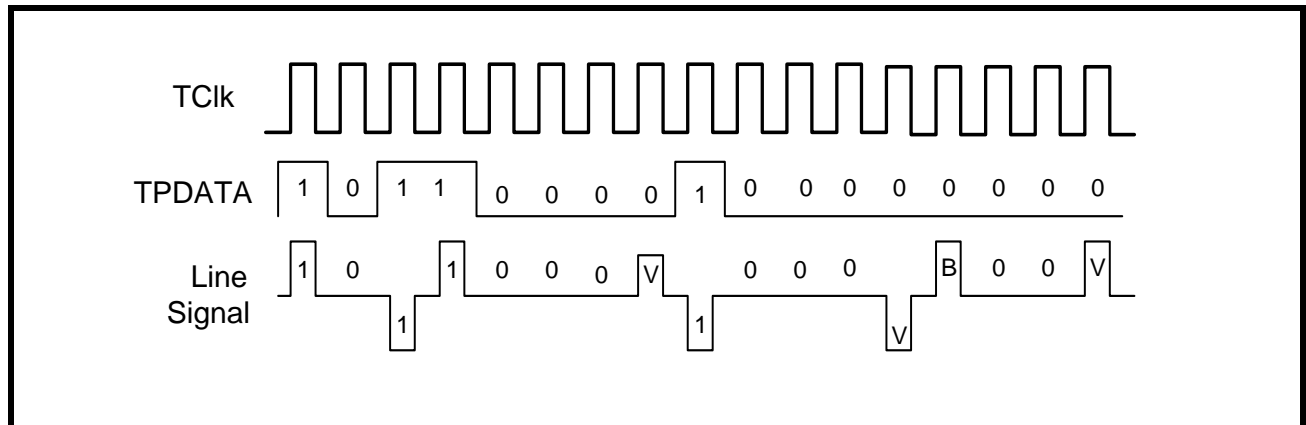 TClk
TPDATA 1 0 1 1 0 0 0 0 1 0 0 0 0 0 0 0 0
Line Signal 1 0 1 1 0 0 0 V 1 0 0 0 V B 0 0 V